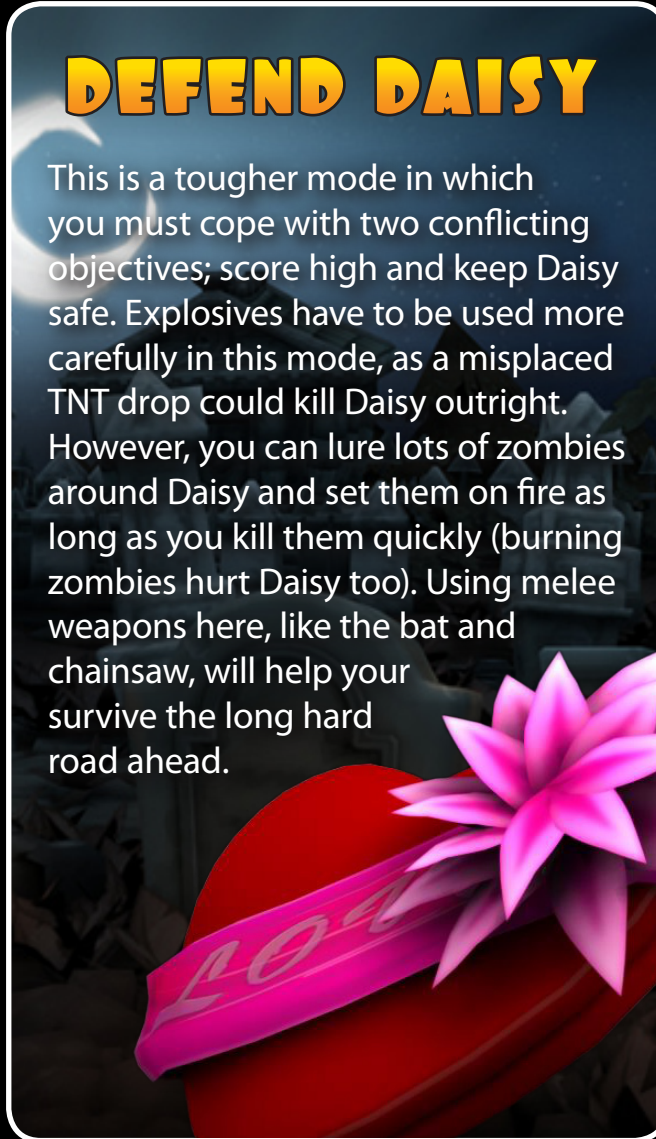 DEFEND DAISY
This is a tougher mode in which
you must cope with two conflicting
objectives; score high and keep Daisy
safe. Explosives have to be used more
carefully in this mode, as a misplaced
TNT drop could kill Daisy outright.
However, you can lure lots of zombies
around Daisy and set them on fire as
long as you kill them quickly (burning
zombies hurt Daisy too). Using melee
weapons here, like the bat and
chainsaw, will help your
survive the long hard
road ahead.